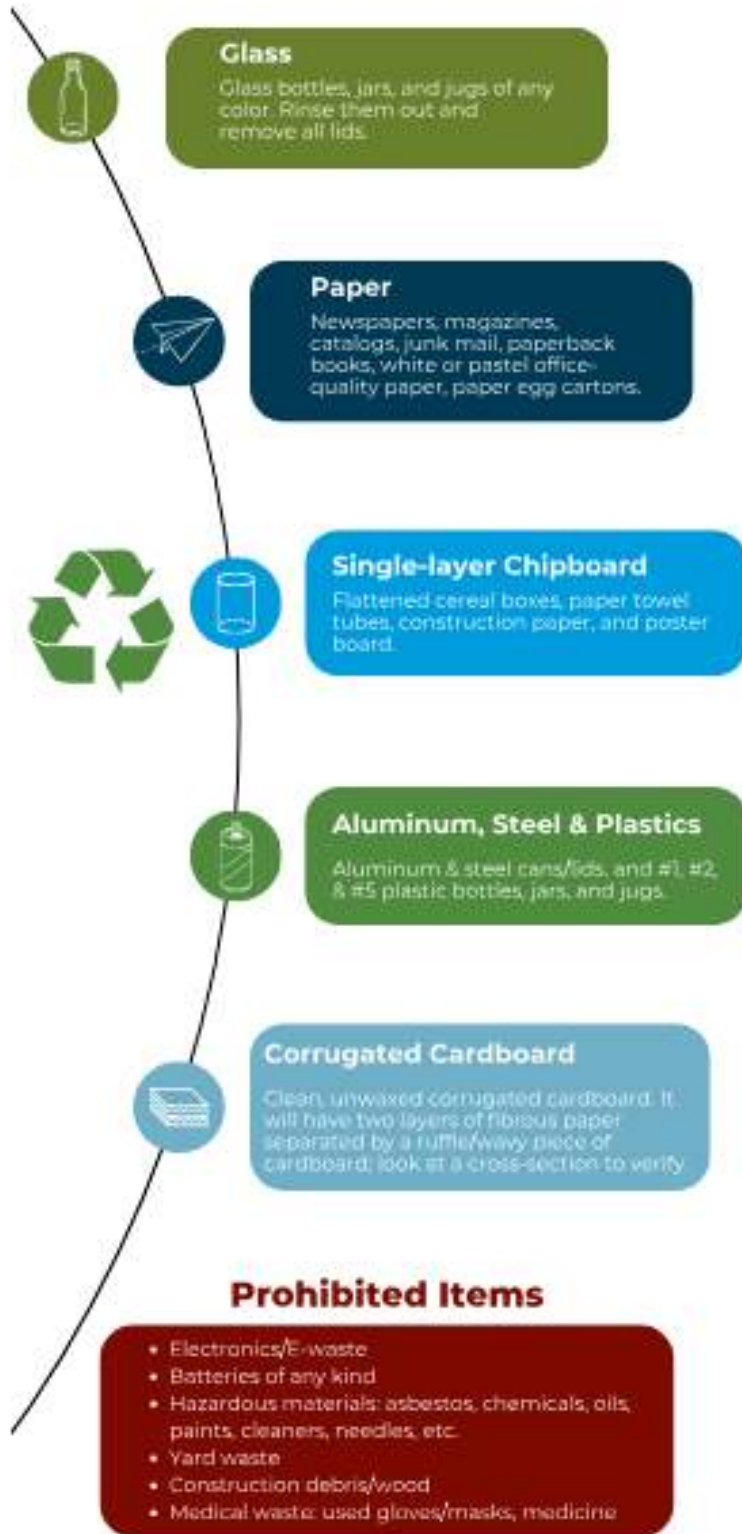 Glass
Glass bottles, jars, and jugs of any
color. Rinse them out and
remove all lids.
Paper
Newspapers, magazines,
catalogs, junk mail, paperback
books, white or pastel office-
quality paper, paper egg cartons.
Single-layer Chipboard
Flattened cereal boxes, paper towel
tubes, construction paper, and poster
board.
Aluminum, Steel & Plastics
Aluminum & steel cans/lids, and #1, #2,
& #5 plastic bottles, jars, and jugs.
Corrugated Cardboard
Clean, unwaxed corrugated cardboard. It
will have two layers of fibrous paper
separated by a ruffle/wavy piece of
cardboard; look at a cross-section to verify
Prohibited Items
• Electronics/E-waste
• Batteries of any kind
• Hazardous materials: asbestos, chemicals, oils,
paints, cleaners, needles, etc.
• Yard waste
• Construction debris/wood
• Medical waste: used gloves/masks, medicine